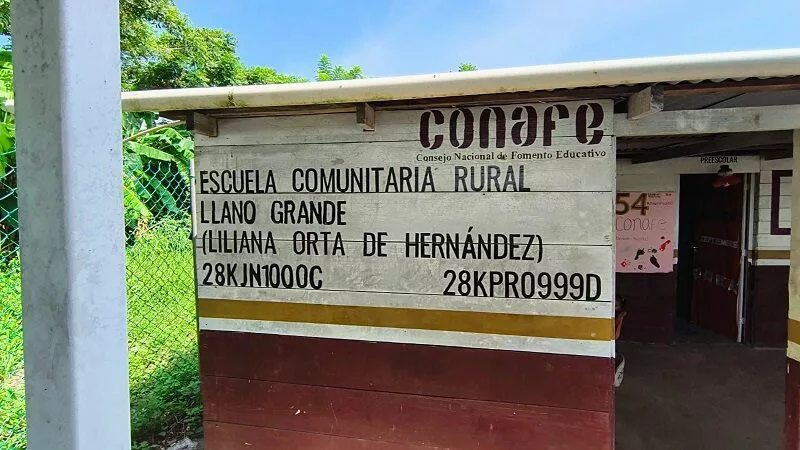 conafe
Consejo Nacional de Fomento Educativo
ESCUELA COMUNITARIA RURAL
LLANO GRANDE
(LILIANA ORTA DE HERNÁNDEZ)
28KJN1000C 28KPR0999D
PREESCOLAR
54
Conafe